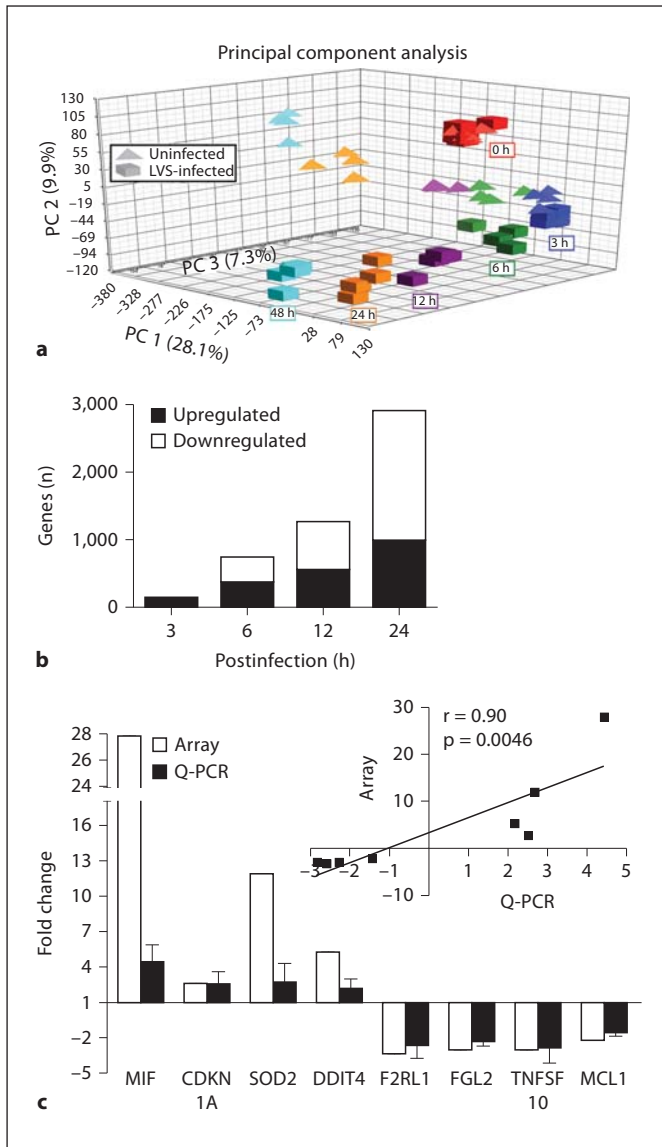 Principal component analysis
130
105
80
55
30
5
−19
−44
−69
−94
−120
PC 2 (9.9%)
Uninfected
LVS-infected
0 h
3 h
6 h
12 h
24 h
48 h
PC 3 (7.3%)
−380
−328
−277
−226
−175
−125
−73
28
79
130
PC 1 (28.1%)
a
3,000
2,000
1,000
0
Genes (n)
Upregulated
Downregulated
3 6 12 24
Postinfection (h)
b
28
26
24
13
10
7
4
1
−2
−5
Fold change
Array
Q-PCR
r = 0.90
p = 0.0046
30
20
10
−10
Array
−3 −2 −1 0 1 2 3 4 5
Q-PCR
MIF CDKN 1A SOD2 DDIT4 F2RL1 FGL2 TNFSF 10 MCL1
c